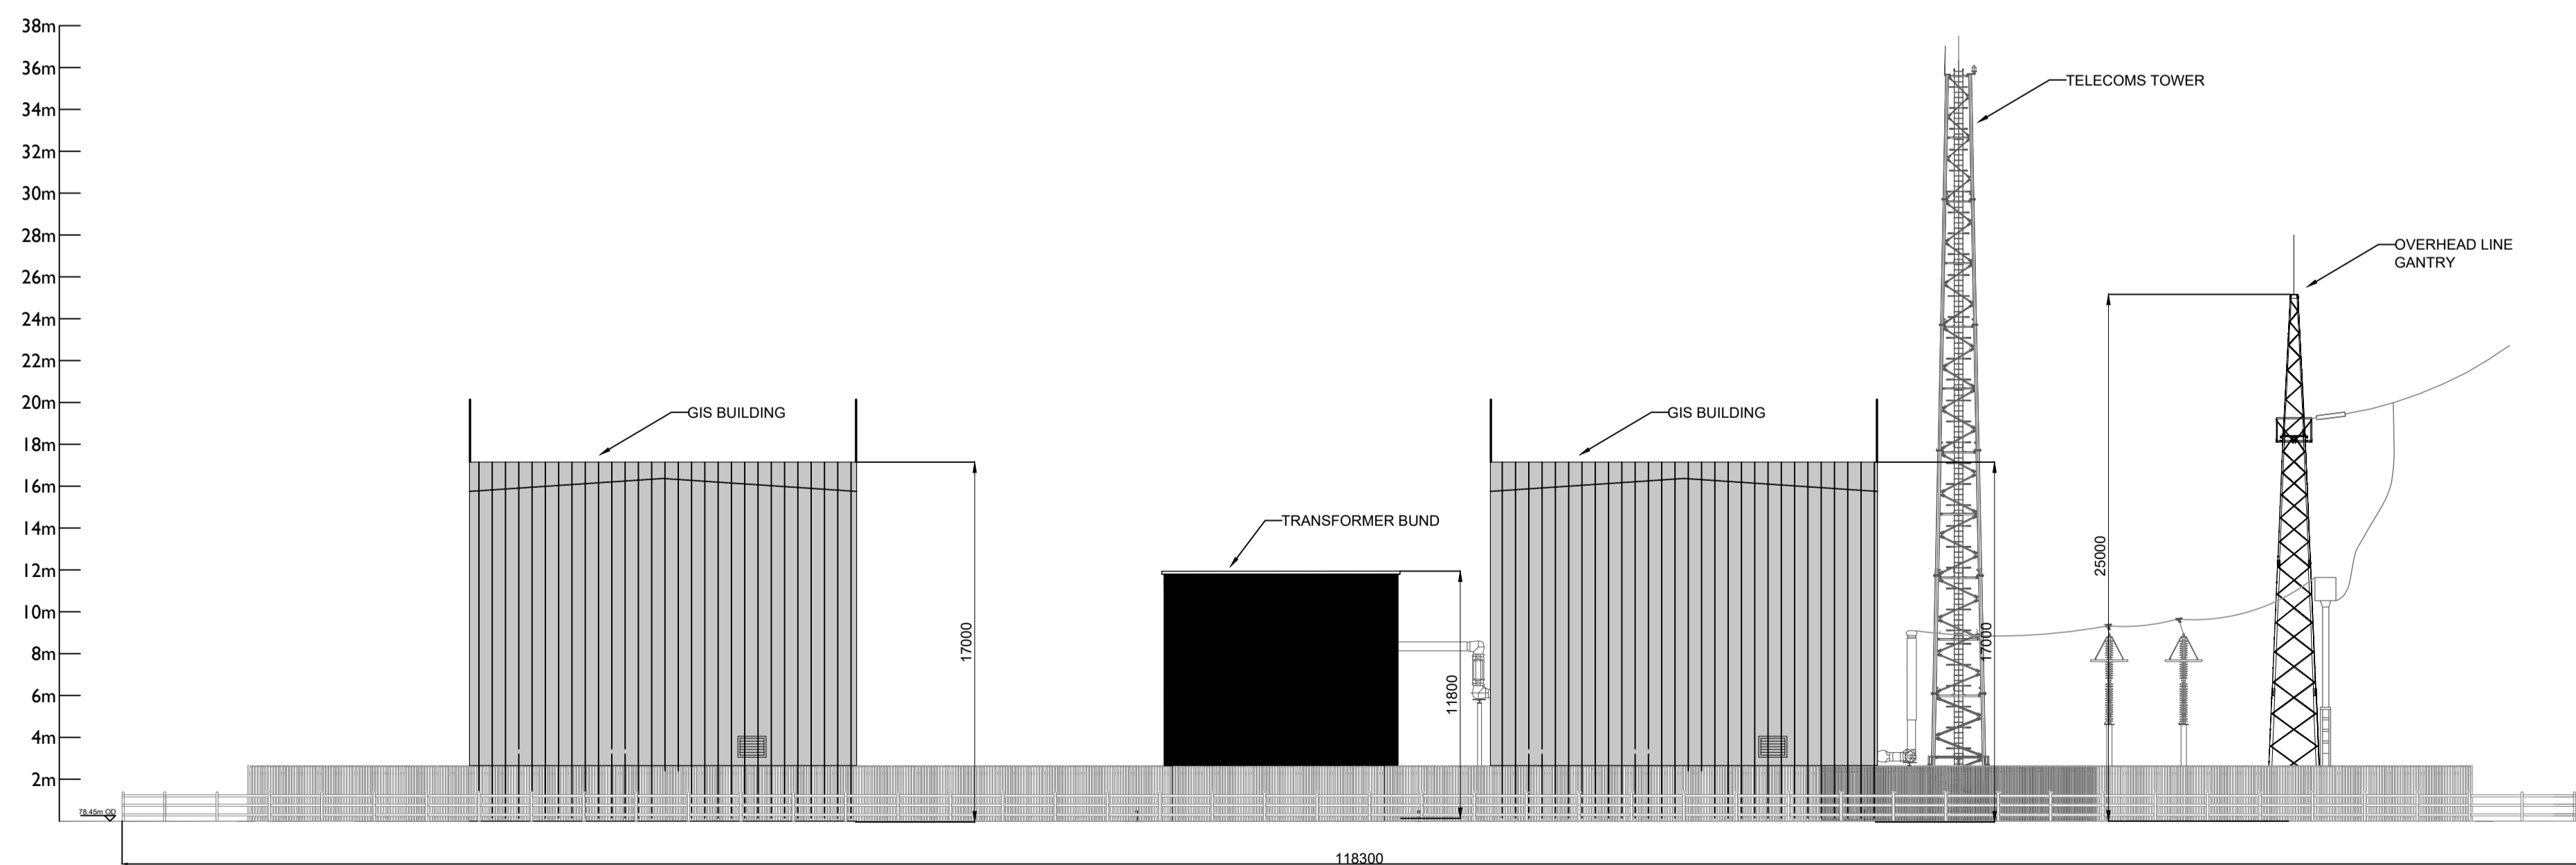 38m
36m
34m
32m
30m
28m
26m
24m
22m
20m
18m
16m
14m
12m
10m
8m
6m
4m
2m
78.45m OD
TELECOMS TOWER
OVERHEAD LINE
GANTRY
GIS BUILDING
GIS BUILDING
TRANSFORMER BUND
17000
11800
17000
25000
118300